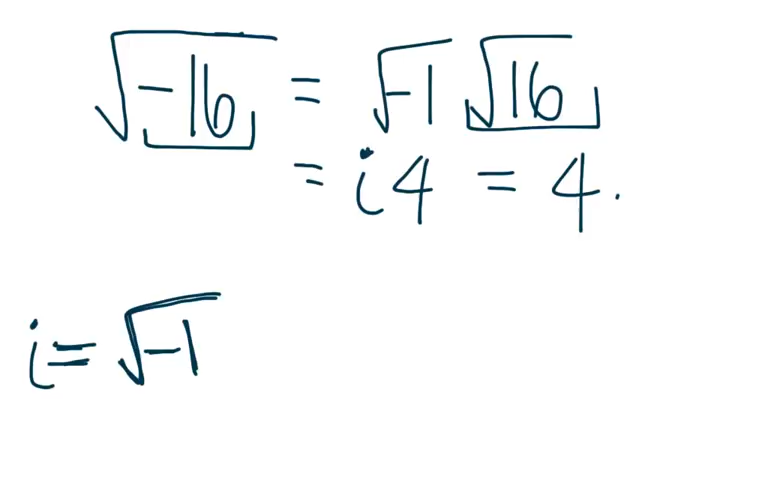 √-16 = √-1 √16
= i4 = 4.
i = √-1